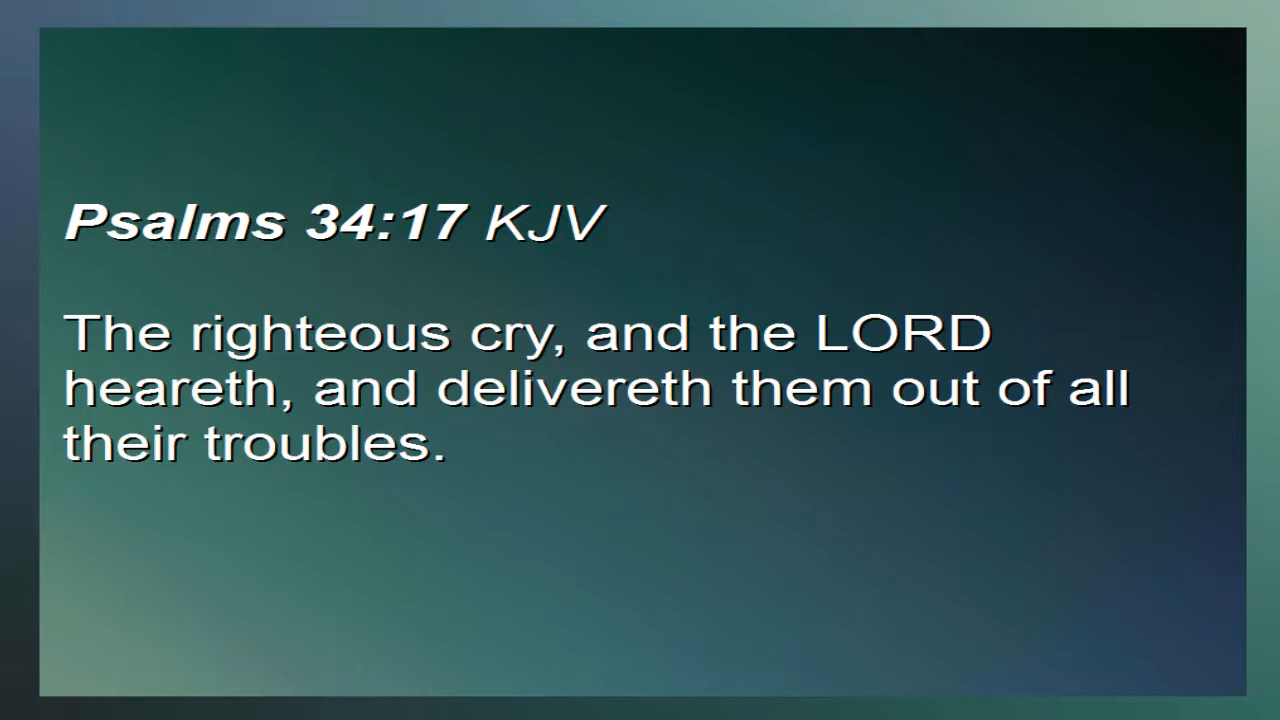 Psalms 34:17 KJV
The righteous cry, and the LORD
heareth, and delivereth them out of all
their troubles.